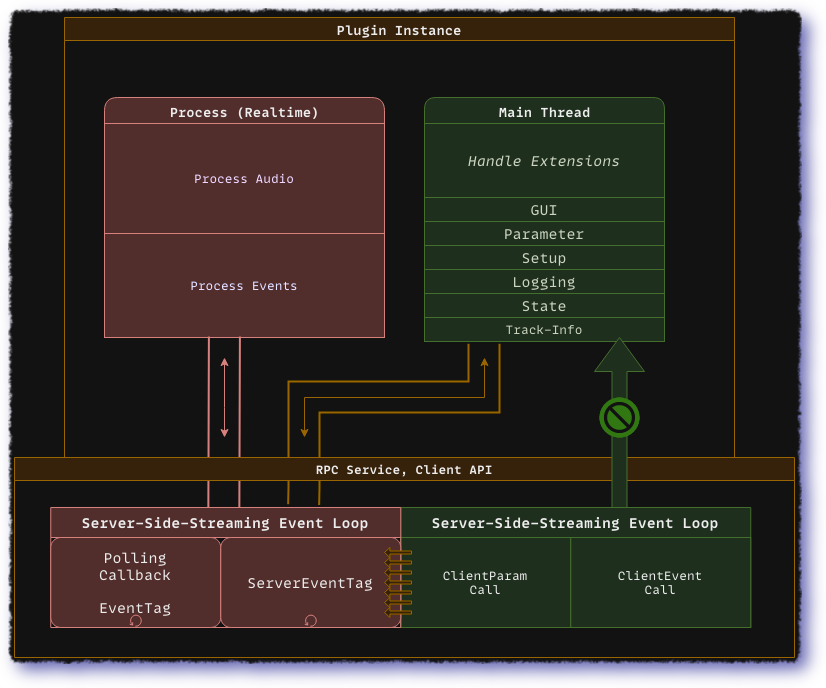 Plugin Instance
Process (Realtime)
Process Audio
Process Events
Main Thread
Handle Extensions
GUI
Parameter
Setup
Logging
State
Track-Info
RPC Service, Client API
Server-Side-Streaming Event Loop
Polling
Callback
EventTag
ServerEventTag
Server-Side-Streaming Event Loop
ClientParam
Call
ClientEvent
Call